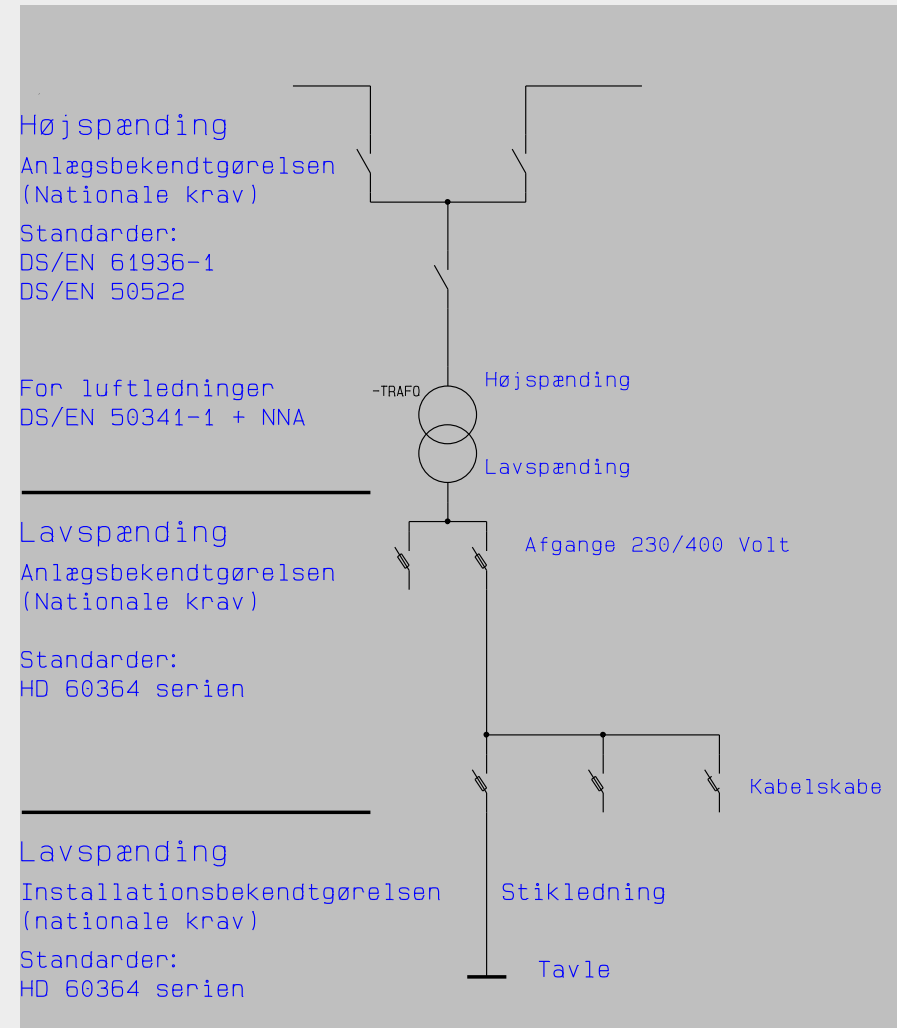 Højspænding
Anlægsbekendtgørelsen
(Nationale krav)
Standarder:
DS/EN 61936-1
DS/EN 50522
For luftledninger
DS/EN 50341-1 + NNA
-TRAFO
Højspænding
Lavspænding
Lavspænding
Anlægsbekendtgørelsen
(Nationale krav)
Standarder:
HD 60364 serien
Afgange 230/400 Volt
Kabelskabe
Lavspænding
Installationsbekendtgørelsen
(nationale krav)
Standarder:
HD 60364 serien
Stikledning
Tavle